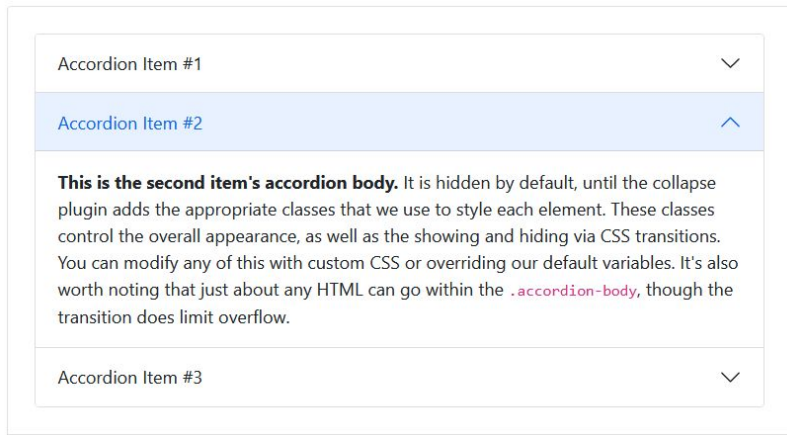 Accordion Item #1
Accordion Item #2
This is the second item's accordion body. It is hidden by default, until the collapse
plugin adds the appropriate classes that we use to style each element. These classes
control the overall appearance, as well as the showing and hiding via CSS transitions.
You can modify any of this with custom CSS or overriding our default variables. It's also
worth noting that just about any HTML can go within the .accordion-body, though the
transition does limit overflow.
Accordion Item #3